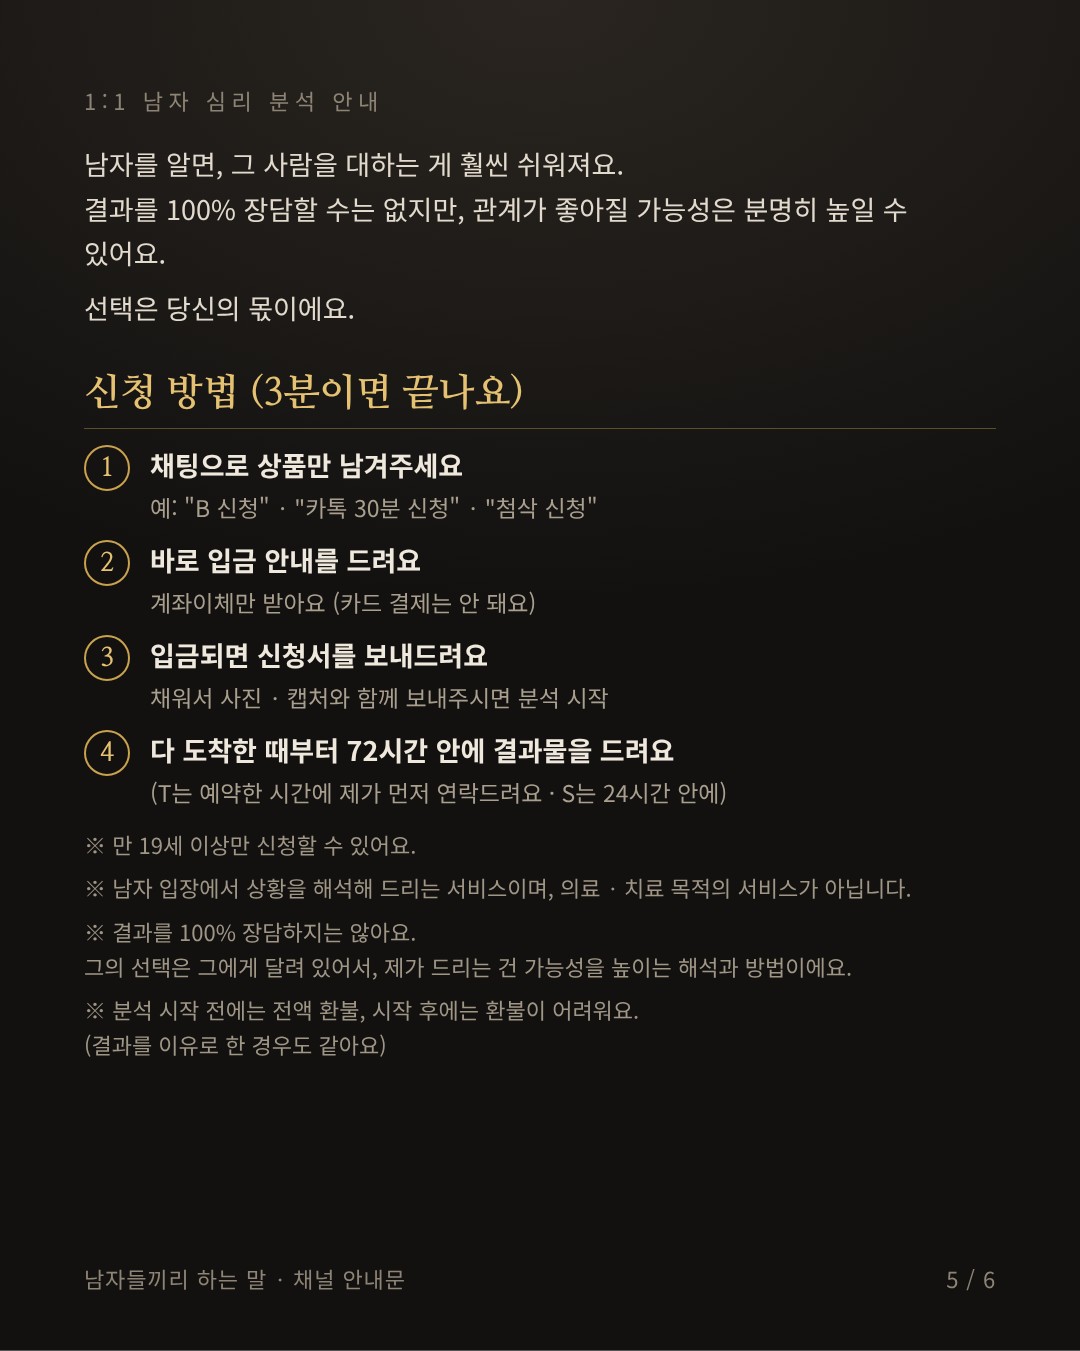 1:1 남자 심리 분석 안내
남자를 알면, 그 사람을 대하는 게 훨씬 쉬워져요.
결과를 100% 장담할 수는 없지만, 관계가 좋아질 가능성은 분명히 높일 수
있어요.
선택은 당신의 몫이에요.
신청 방법 (3분이면 끝나요)
1 채팅으로 상품만 남겨주세요
예: "B 신청" · "카톡 30분 신청" · "첨삭 신청"
2 바로 입금 안내를 드려요
계좌이체만 받아요 (카드 결제는 안 돼요)
3 입금되면 신청서를 보내드려요
채워서 사진 · 캡처와 함께 보내주시면 분석 시작
4 다 도착한 때부터 72시간 안에 결과물을 드려요
(T는 예약한 시간에 제가 먼저 연락드려요 · S는 24시간 안에)
※ 만 19세 이상만 신청할 수 있어요.
※ 남자 입장에서 상황을 해석해 드리는 서비스이며, 의료 · 치료 목적의 서비스가 아닙니다.
※ 결과를 100% 장담하지는 않아요.
그의 선택은 그에게 달려 있어서, 제가 드리는 건 가능성을 높이는 해석과 방법이에요.
※ 분석 시작 전에는 전액 환불, 시작 후에는 환불이 어려워요.
(결과를 이유로 한 경우도 같아요)
남자들끼리 하는 말 · 채널 안내문
5 / 6